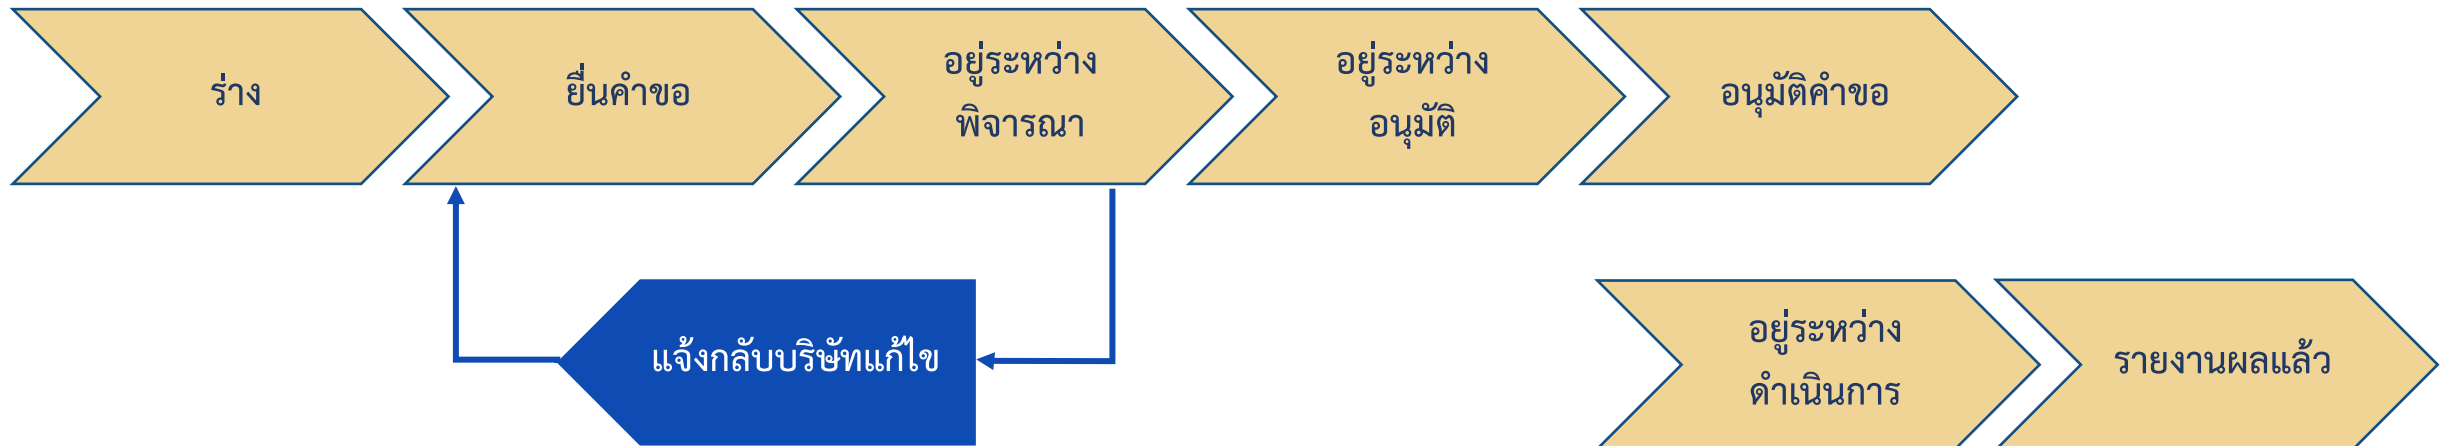 ร่าง
ยื่นคำขอ
อยู่ระหว่าง
พิจารณา
อยู่ระหว่าง
อนุมัติ
อนุมัติคำขอ
แจ้งกลับบริษัทแก้ไข
อยู่ระหว่าง
ดำเนินการ
รายงานผลแล้ว